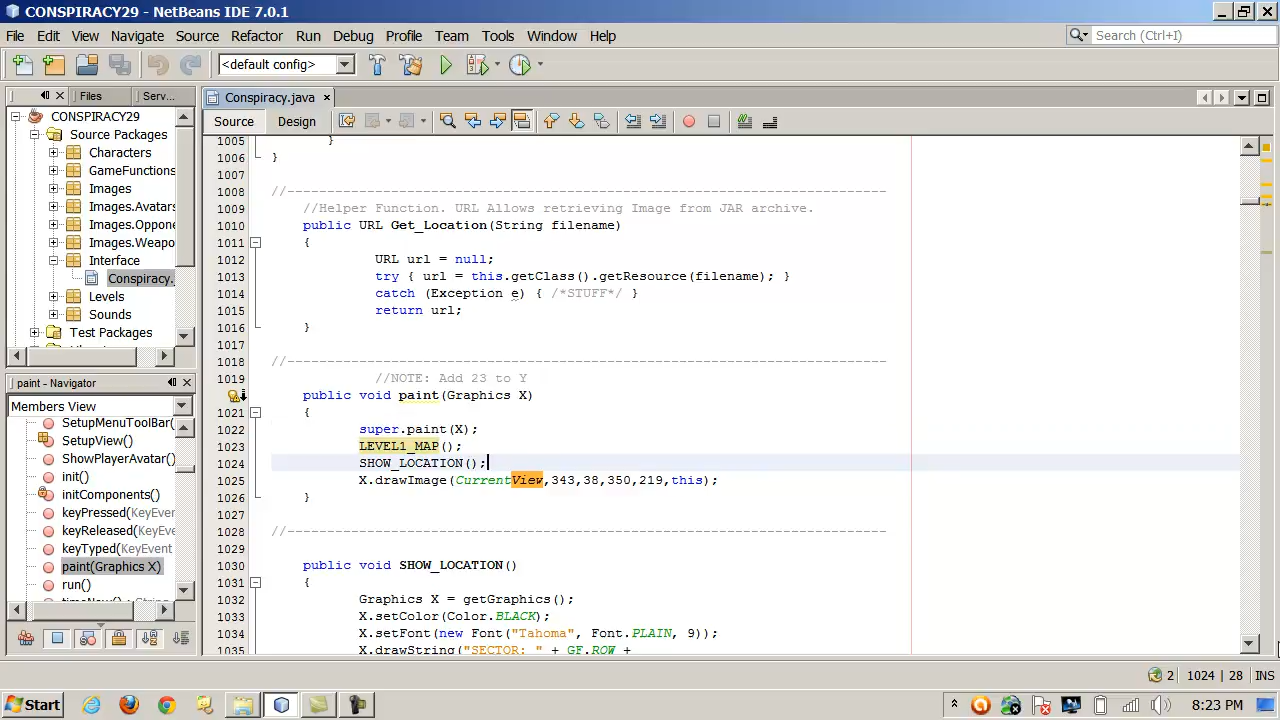 CONSPIRACY29 - NetBeans IDE 7.0.1
File Edit View Navigate Source Refactor Run Debug Profile Team Tools Window Help
Search (Ctrl+I)
<default config>
Files Serv...
Conspiracy.java
CONSPIRACY29
Source Packages
Characters
GameFunctions
Images
Images.Avatars
Images.Oppone
Images.Weapo
Interface
Conspiracy.
Levels
Sounds
Test Packages
paint - Navigator
Members View
SetupMenuToolBar(
SetupView()
ShowPlayerAvatar()
init()
initComponents()
keyPressed(KeyEvent
keyReleased(KeyEve
keyTyped(KeyEvent
paint(Graphics X)
run()
Source Design
1005 }
1006 }
1007
1008 //-------------------------------------------------------------------------
1009 //Helper Function. URL Allows retrieving Image from JAR archive.
1010 public URL Get_Location(String filename)
1011 {
1012 URL url = null;
1013 try { url = this.getClass().getResource(filename); }
1014 catch (Exception e) { /*STUFF*/ }
1015 return url;
1016 }
1017
1018 //-------------------------------------------------------------------------
1019 //NOTE: Add 23 to Y
public void paint(Graphics X)
1021 {
1022 super.paint(X);
1023 LEVEL1_MAP();
1024 SHOW_LOCATION();
1025 X.drawImage(CurrentView,343,38,350,219,this);
1026 }
1027
1028 //-------------------------------------------------------------------------
1029
1030 public void SHOW_LOCATION()
1031 {
1032 Graphics X = getGraphics();
1033 X.setColor(Color.BLACK);
1034 X.setFont(new Font("Tahoma", Font.PLAIN, 9));
1035 X.drawString("SECTOR: " + GF.ROW +
2 1024 | 28 INS
Start
8:23 PM